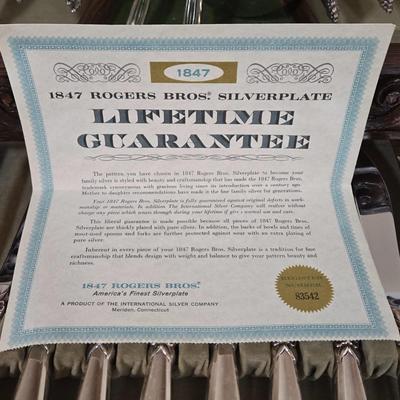 1847
1847 ROGERS BROS. SILVERPLATE
LIFETIME
GUARANTEE
The pattern, you have chosen in 1847 Rogers Bros. Silverplate to become your
family silver is styled with beauty and craftsmanship that has made the 1847 Rogers Bros.
trademark synonymous with gracious living since its introduction over a century ago.
Mother to daughter recommendations have made it the fine family silver for generations.
Your 1847 Rogers Bros. Silverplate is fully guaranteed against original defects in work-
manship or materials. In addition The International Silver Company will replace without
charge any piece which wears through during your lifetime of normal use and care.
This liberal guarantee is made possible because all pieces of 1847 Rogers Bros.
Silverplate are thickly plated with pure silver. In addition, the backs of bowls and tines of
most-used spoons and forks are further protected against wear with an extra plating of
pure silver.
Inherent in every piece of your 1847 Rogers Bros. Silverplate is a tradition for fine
craftsmanship that blends design with weight and balance to give your pattern beauty and
richness.
1847 ROGERS BROS.
America's Finest Silverplate
A PRODUCT OF THE INTERNATIONAL SILVER COMPANY
Meriden, Connecticut
REGISTER
NUMBER
83542